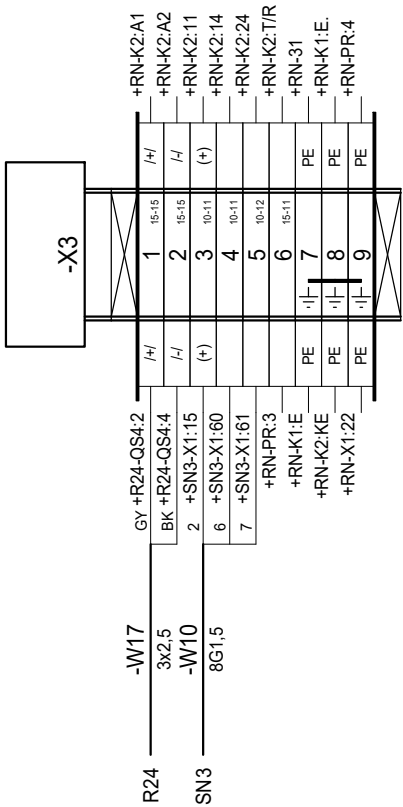 -X3
+RN-K2:A1
+RN-K2:A2
+RN-K2:11
+RN-K2:14
+RN-K2:24
+RN-K2:T/R
+RN-31
+RN-K1:E.
+RN-PR:4
/+/
/-/
(+)
PE
PE
PE
15-15
15-15
10-11
10-11
10-12
15-11
1
2
3
4
5
6
7
8
9
/+/
/-/
(+)
PE
PE
PE
GY +R24-QS4:2
BK +R24-QS4:4
2 +SN3-X1:15
6 +SN3-X1:60
7 +SN3-X1:61
+RN-PR:3
+RN-K1:E
+RN-K2:KE
+RN-X1:22
-W17
3x2,5
-W10
8G1,5
R24
SN3